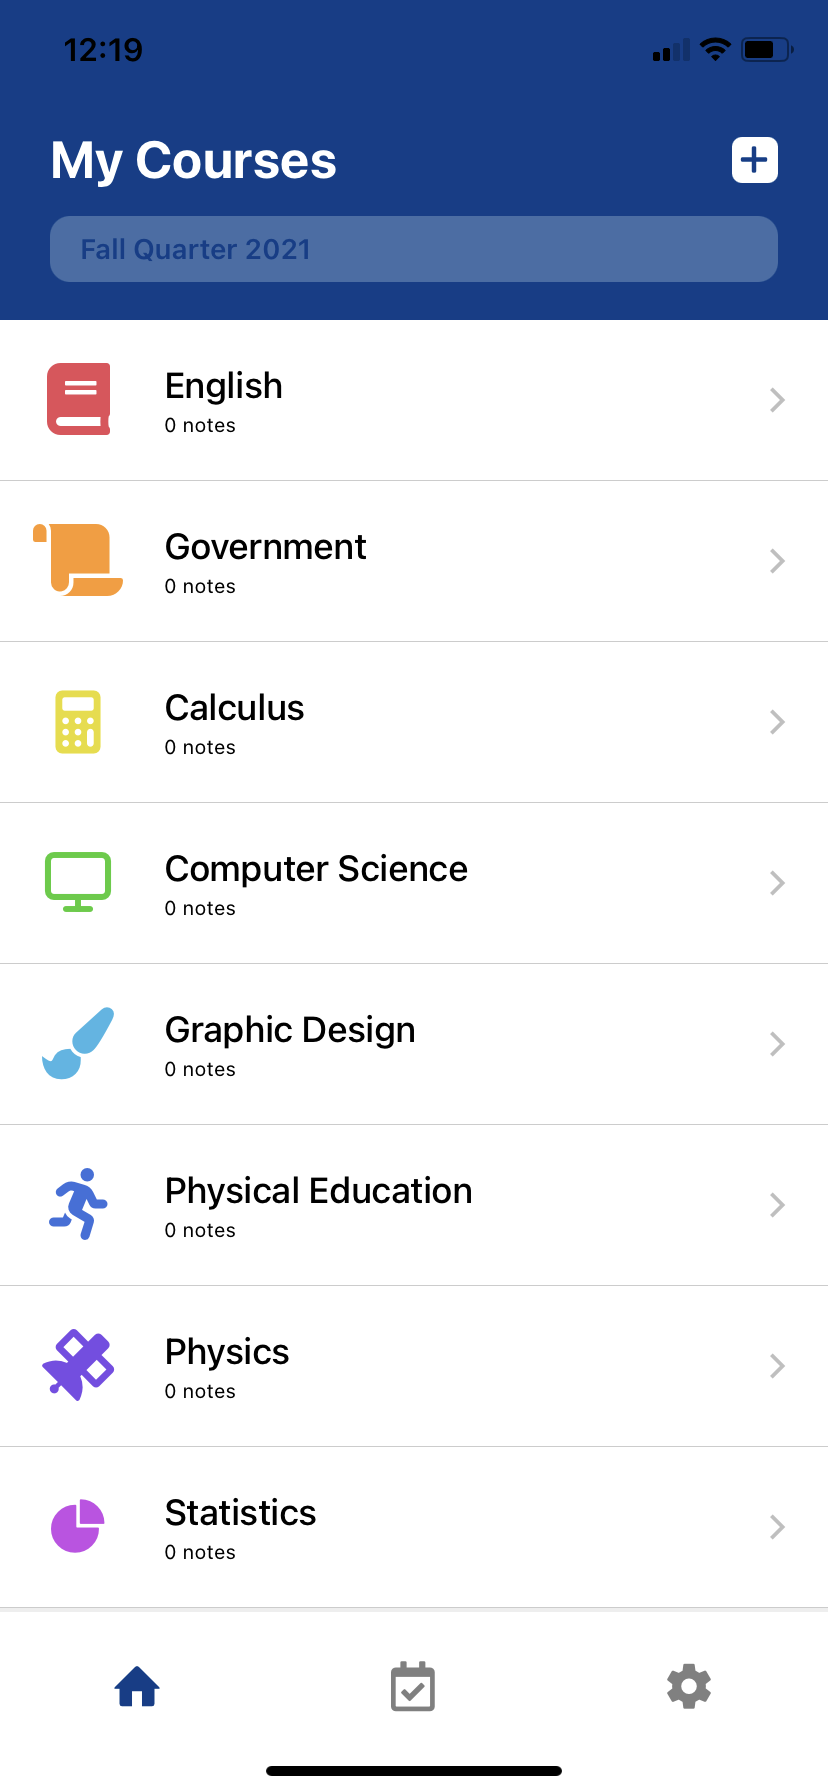 12:19
My Courses
Fall Quarter 2021
English
0 notes
Government
0 notes
Calculus
0 notes
Computer Science
0 notes
Graphic Design
0 notes
Physical Education
0 notes
Physics
0 notes
Statistics
0 notes